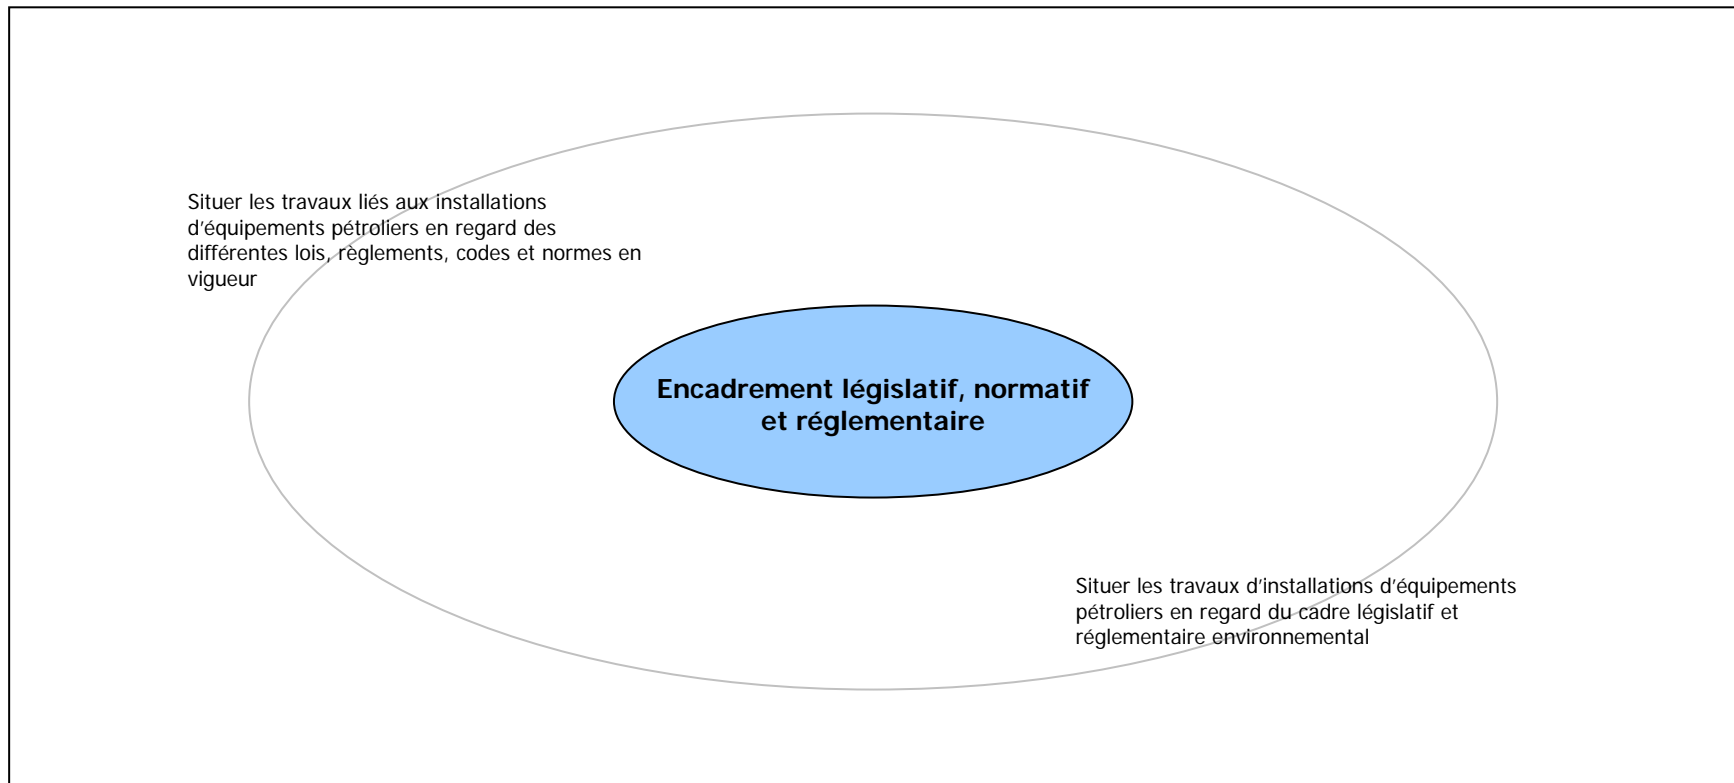 Situer les travaux liés aux installations
d'équipements pétroliers en regard des
différentes lois, règlements, codes et normes en
vigueur
Encadrement législatif, normatif
et réglementaire
Situer les travaux d'installations d'équipements
pétroliers en regard du cadre législatif et
réglementaire environnemental